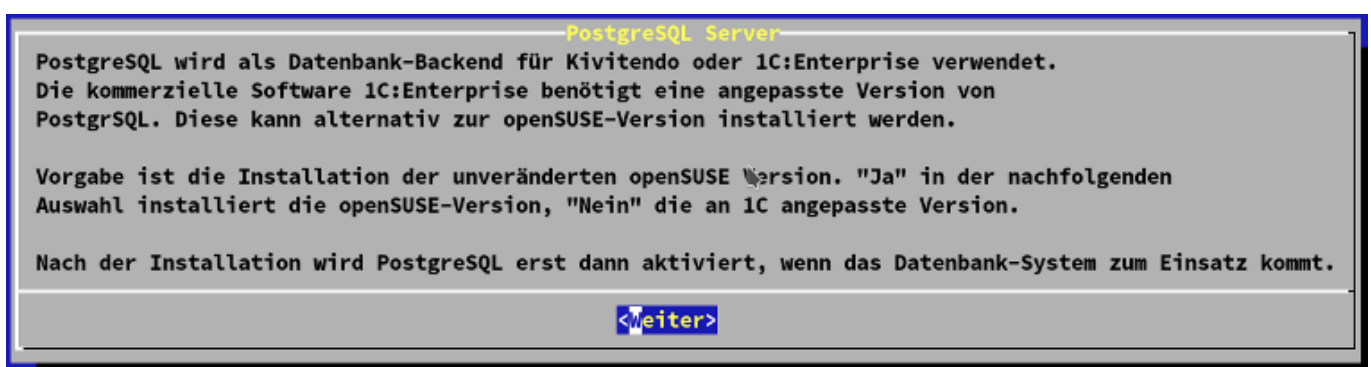 PostgreSQL Server
PostgreSQL wird als Datenbank-Backend für Kivitendo oder 1C:Enterprise verwendet.
Die kommerzielle Software 1C:Enterprise benötigt eine angepasste Version von
PostgrSQL. Diese kann alternativ zur openSUSE-Version installiert werden.
Vorgabe ist die Installation der unveränderten openSUSE Version. "Ja" in der nachfolgenden
Auswahl installiert die openSUSE-Version, "Nein" die an 1C angepasste Version.
Nach der Installation wird PostgreSQL erst dann aktiviert, wenn das Datenbank-System zum Einsatz kommt.
<Weiter>